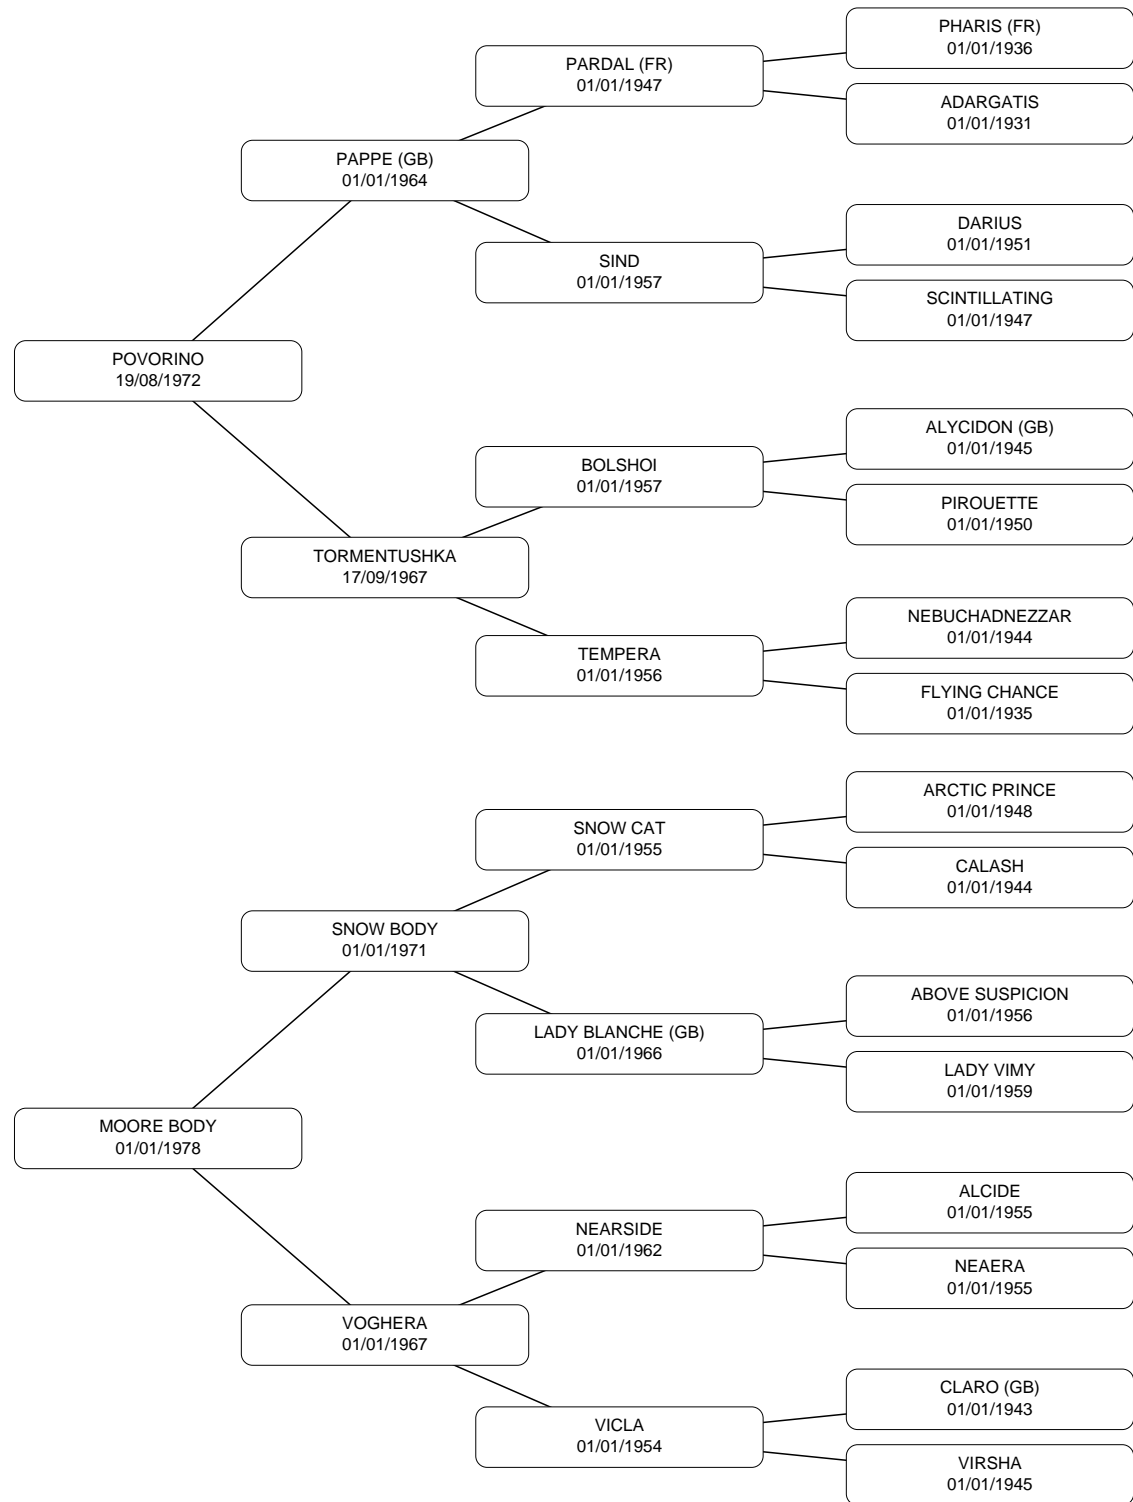 PHARIS (FR)
01/01/1936
PARDAL (FR)
01/01/1947
ADARGATIS
01/01/1931
PAPPE (GB)
01/01/1964
DARIUS
01/01/1951
SIND
01/01/1957
SCINTILLATING
01/01/1947
POVORINO
19/08/1972
ALYCIDON (GB)
01/01/1945
BOLSHOI
01/01/1957
PIROUETTE
01/01/1950
TORMENTUSHKA
17/09/1967
NEBUCHADNEZZAR
01/01/1944
TEMPERA
01/01/1956
FLYING CHANCE
01/01/1935
ARCTIC PRINCE
01/01/1948
SNOW CAT
01/01/1955
CALASH
01/01/1944
SNOW BODY
01/01/1971
ABOVE SUSPICION
01/01/1956
LADY BLANCHE (GB)
01/01/1966
LADY VIMY
01/01/1959
MOORE BODY
01/01/1978
ALCIDE
01/01/1955
NEARSIDE
01/01/1962
NEAERA
01/01/1955
VOGHERA
01/01/1967
CLARO (GB)
01/01/1943
VICLA
01/01/1954
VIRSHA
01/01/1945